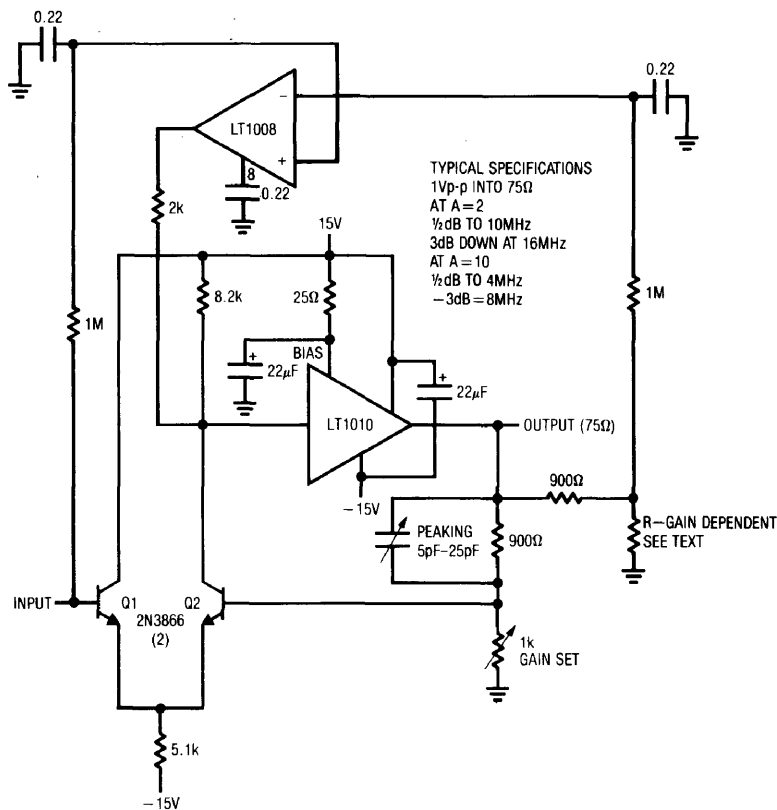 0.22
0.22
−
LT1008
+
8
0.22
TYPICAL SPECIFICATIONS
1Vp-p INTO 75Ω
AT A=2
½dB TO 10MHz
3dB DOWN AT 16MHz
AT A=10
½dB TO 4MHz
−3dB=8MHz
2k
15V
8.2k
25Ω
1M
1M
BIAS
+
22µF
+
22µF
LT1010
OUTPUT (75Ω)
−15V
900Ω
PEAKING
5pF–25pF
900Ω
R–GAIN DEPENDENT
SEE TEXT
INPUT
Q1
Q2
2N3866
(2)
1k
GAIN SET
5.1k
−15V